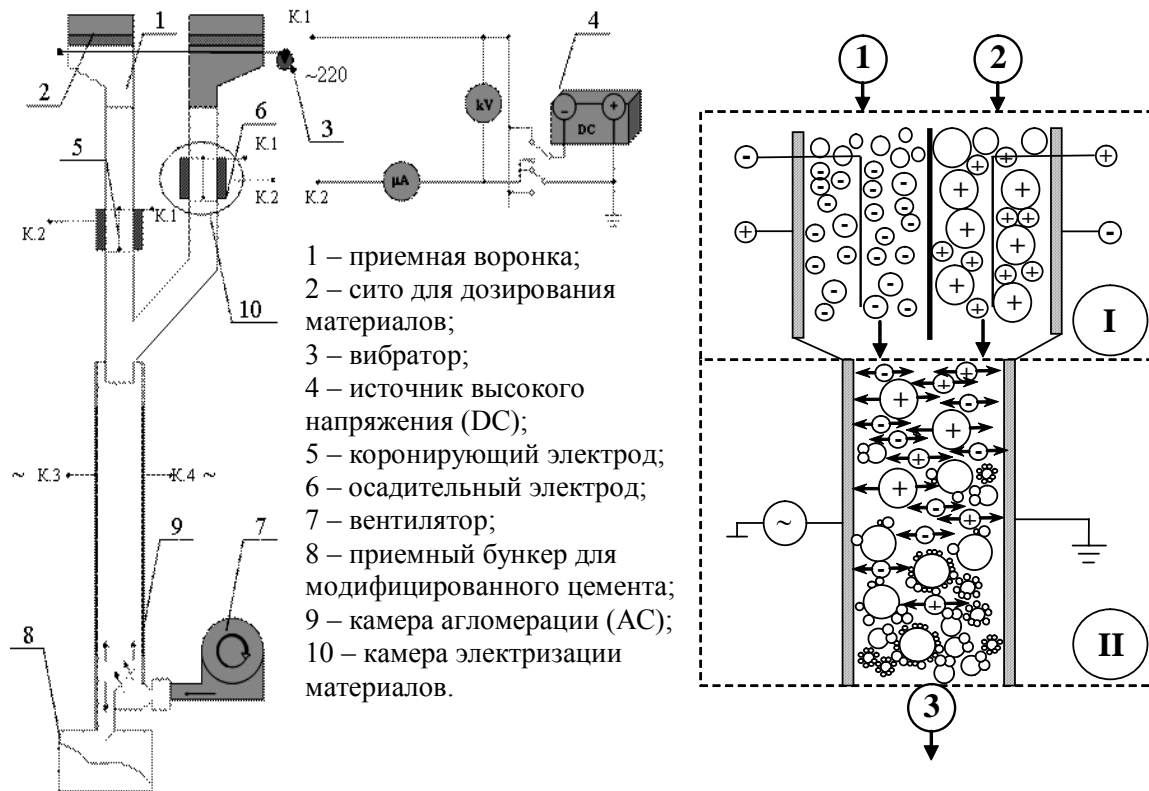 1
2
К.1
~220
3
4
kV
DC
–
+
µA
К.2
6
5
К.1
К.2
К.1
К.2
10
~ К.3
К.4 ~
9
7
8
1 – приемная воронка;
2 – сито для дозирования
материалов;
3 – вибратор;
4 – источник высокого
напряжения (DC);
5 – коронирующий электрод;
6 – осадительный электрод;
7 – вентилятор;
8 – приемный бункер для
модифицированного цемента;
9 – камера агломерации (AC);
10 – камера электризации
материалов.
1
2
I
II
~
3